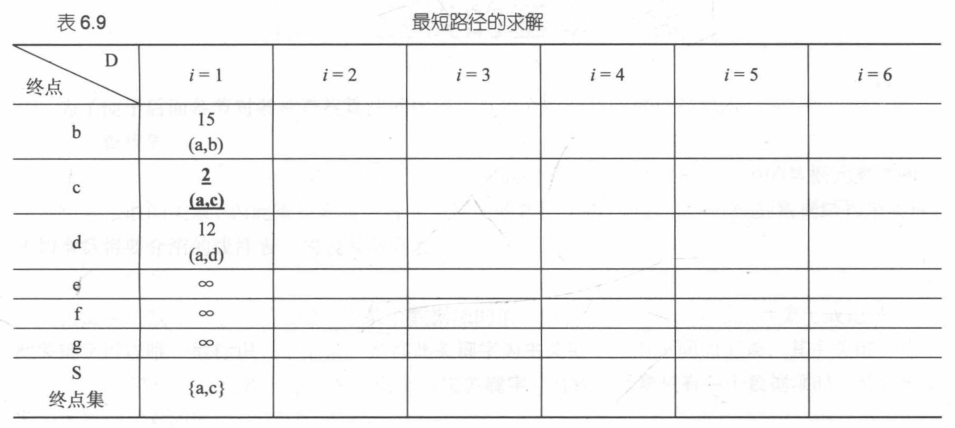 表 6.9 最短路径的求解
D
终点 i = 1 i = 2 i = 3 i = 4 i = 5 i = 6
b 15
(a,b)
c 2
(a,c)
d 12
(a,d)
e ∞
f ∞
g ∞
S
终点集 {a,c}